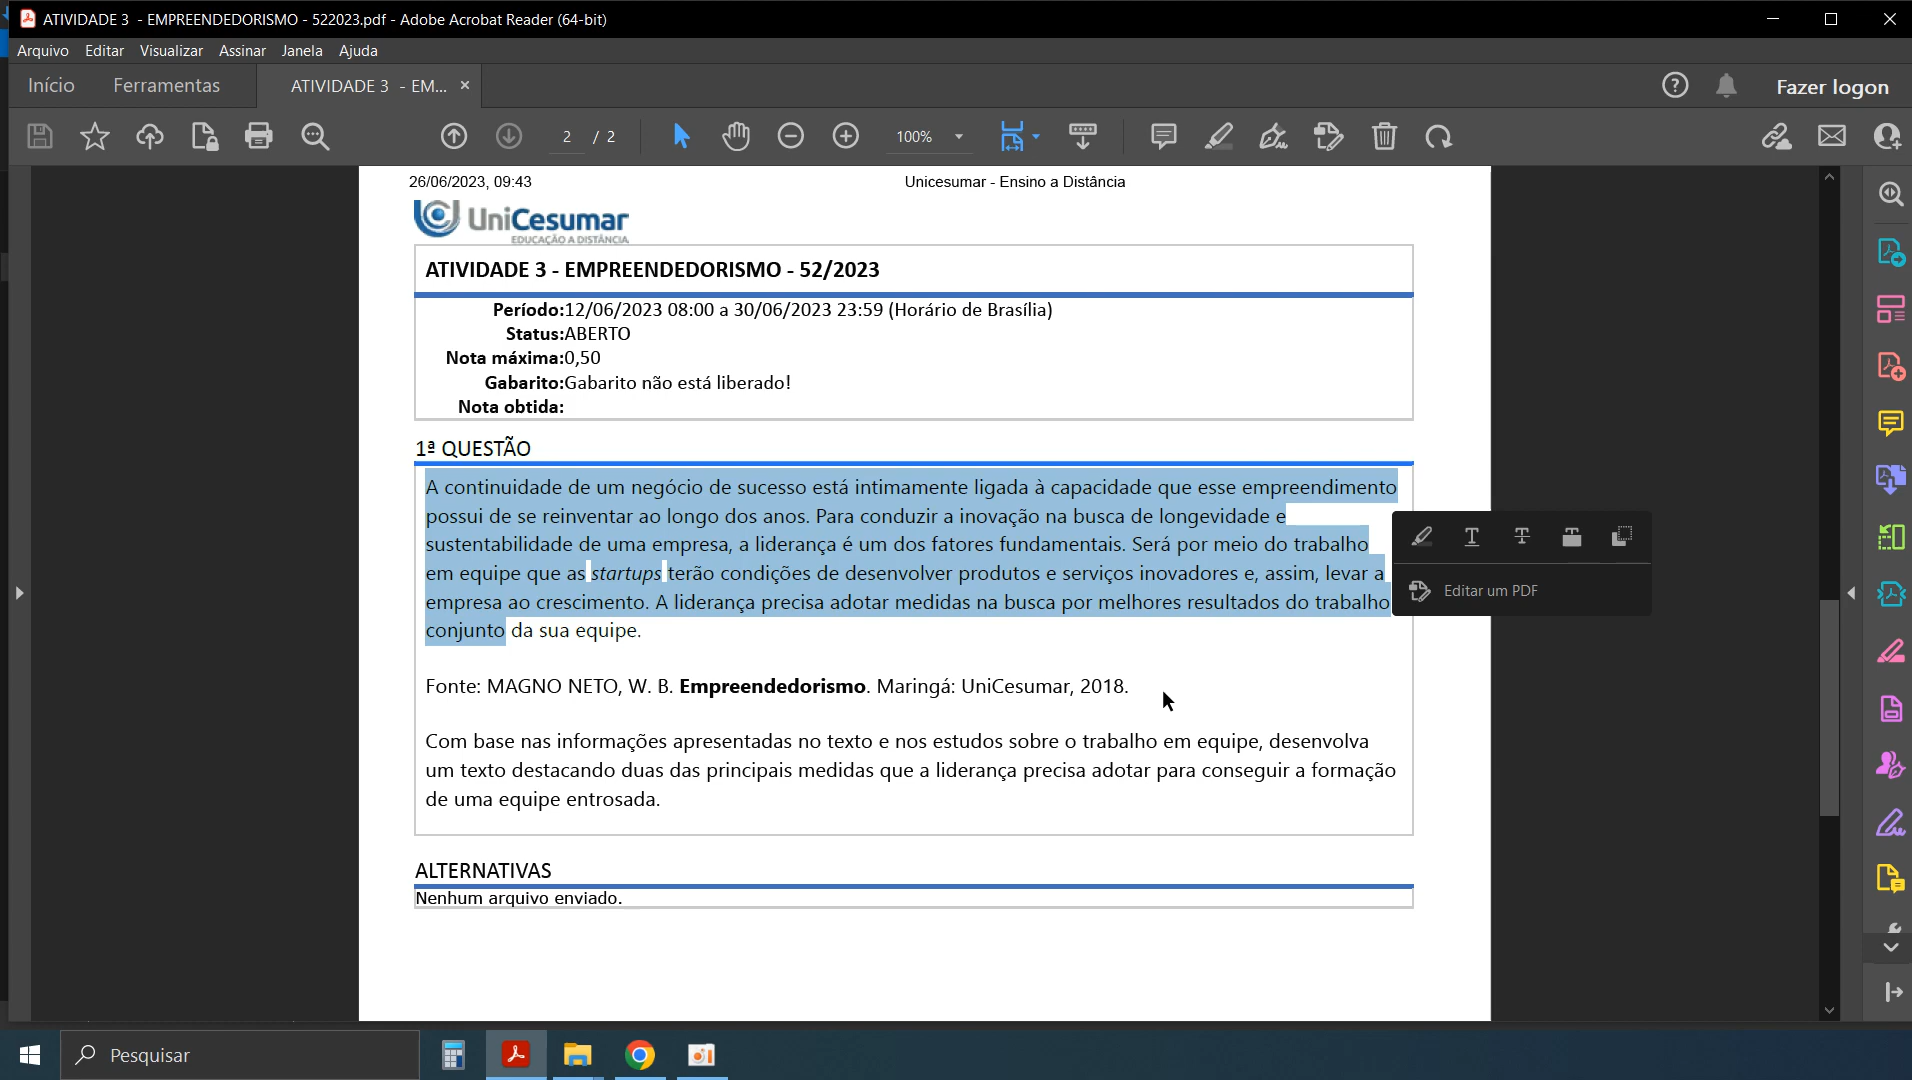 ATIVIDADE 3 - EMPREENDEDORISMO - 522023.pdf - Adobe Acrobat Reader (64-bit)
Arquivo Editar Visualizar Assinar Janela Ajuda
Início Ferramentas ATIVIDADE 3 - EM... × Fazer logon
2 / 2 100%
26/06/2023, 09:43 Unicesumar - Ensino a Distância
UniCesumar
EDUCAÇÃO A DISTÂNCIA
ATIVIDADE 3 - EMPREENDEDORISMO - 52/2023
Período:12/06/2023 08:00 a 30/06/2023 23:59 (Horário de Brasília)
Status:ABERTO
Nota máxima:0,50
Gabarito:Gabarito não está liberado!
Nota obtida:
1ª QUESTÃO
A continuidade de um negócio de sucesso está intimamente ligada à capacidade que esse empreendimento
possui de se reinventar ao longo dos anos. Para conduzir a inovação na busca de longevidade e
sustentabilidade de uma empresa, a liderança é um dos fatores fundamentais. Será por meio do trabalho
em equipe que as startups terão condições de desenvolver produtos e serviços inovadores e, assim, levar a
empresa ao crescimento. A liderança precisa adotar medidas na busca por melhores resultados do trabalho
conjunto da sua equipe.
Editar um PDF
Fonte: MAGNO NETO, W. B. Empreendedorismo. Maringá: UniCesumar, 2018.
Com base nas informações apresentadas no texto e nos estudos sobre o trabalho em equipe, desenvolva
um texto destacando duas das principais medidas que a liderança precisa adotar para conseguir a formação
de uma equipe entrosada.
ALTERNATIVAS
Nenhum arquivo enviado.
Pesquisar